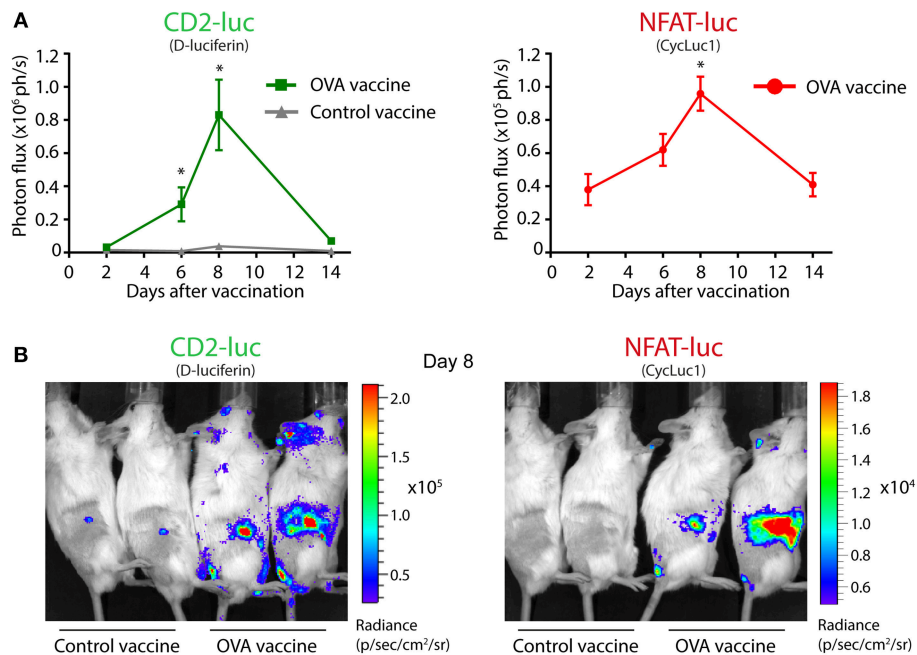 A
CD2-luc
(D-luciferin)
Photon flux (x10⁶ ph/s)
1.2
1.0
0.8
0.6
0.4
0.2
0
0 2 4 6 8 10 12 14
Days after vaccination
* *
OVA vaccine
Control vaccine
NFAT-luc
(CycLuc1)
Photon flux (x10⁵ ph/s)
1.2
1.0
0.8
0.6
0.4
0.2
0
0 2 4 6 8 10 12 14
Days after vaccination
*
OVA vaccine
B
Day 8
CD2-luc
(D-luciferin)
2.0
1.5
x10⁵
1.0
0.5
Control vaccine OVA vaccine
Radiance
(p/sec/cm²/sr)
NFAT-luc
(CycLuc1)
1.8
1.6
1.4
1.2
x10⁴
1.0
0.8
0.6
Control vaccine OVA vaccine
Radiance
(p/sec/cm²/sr)